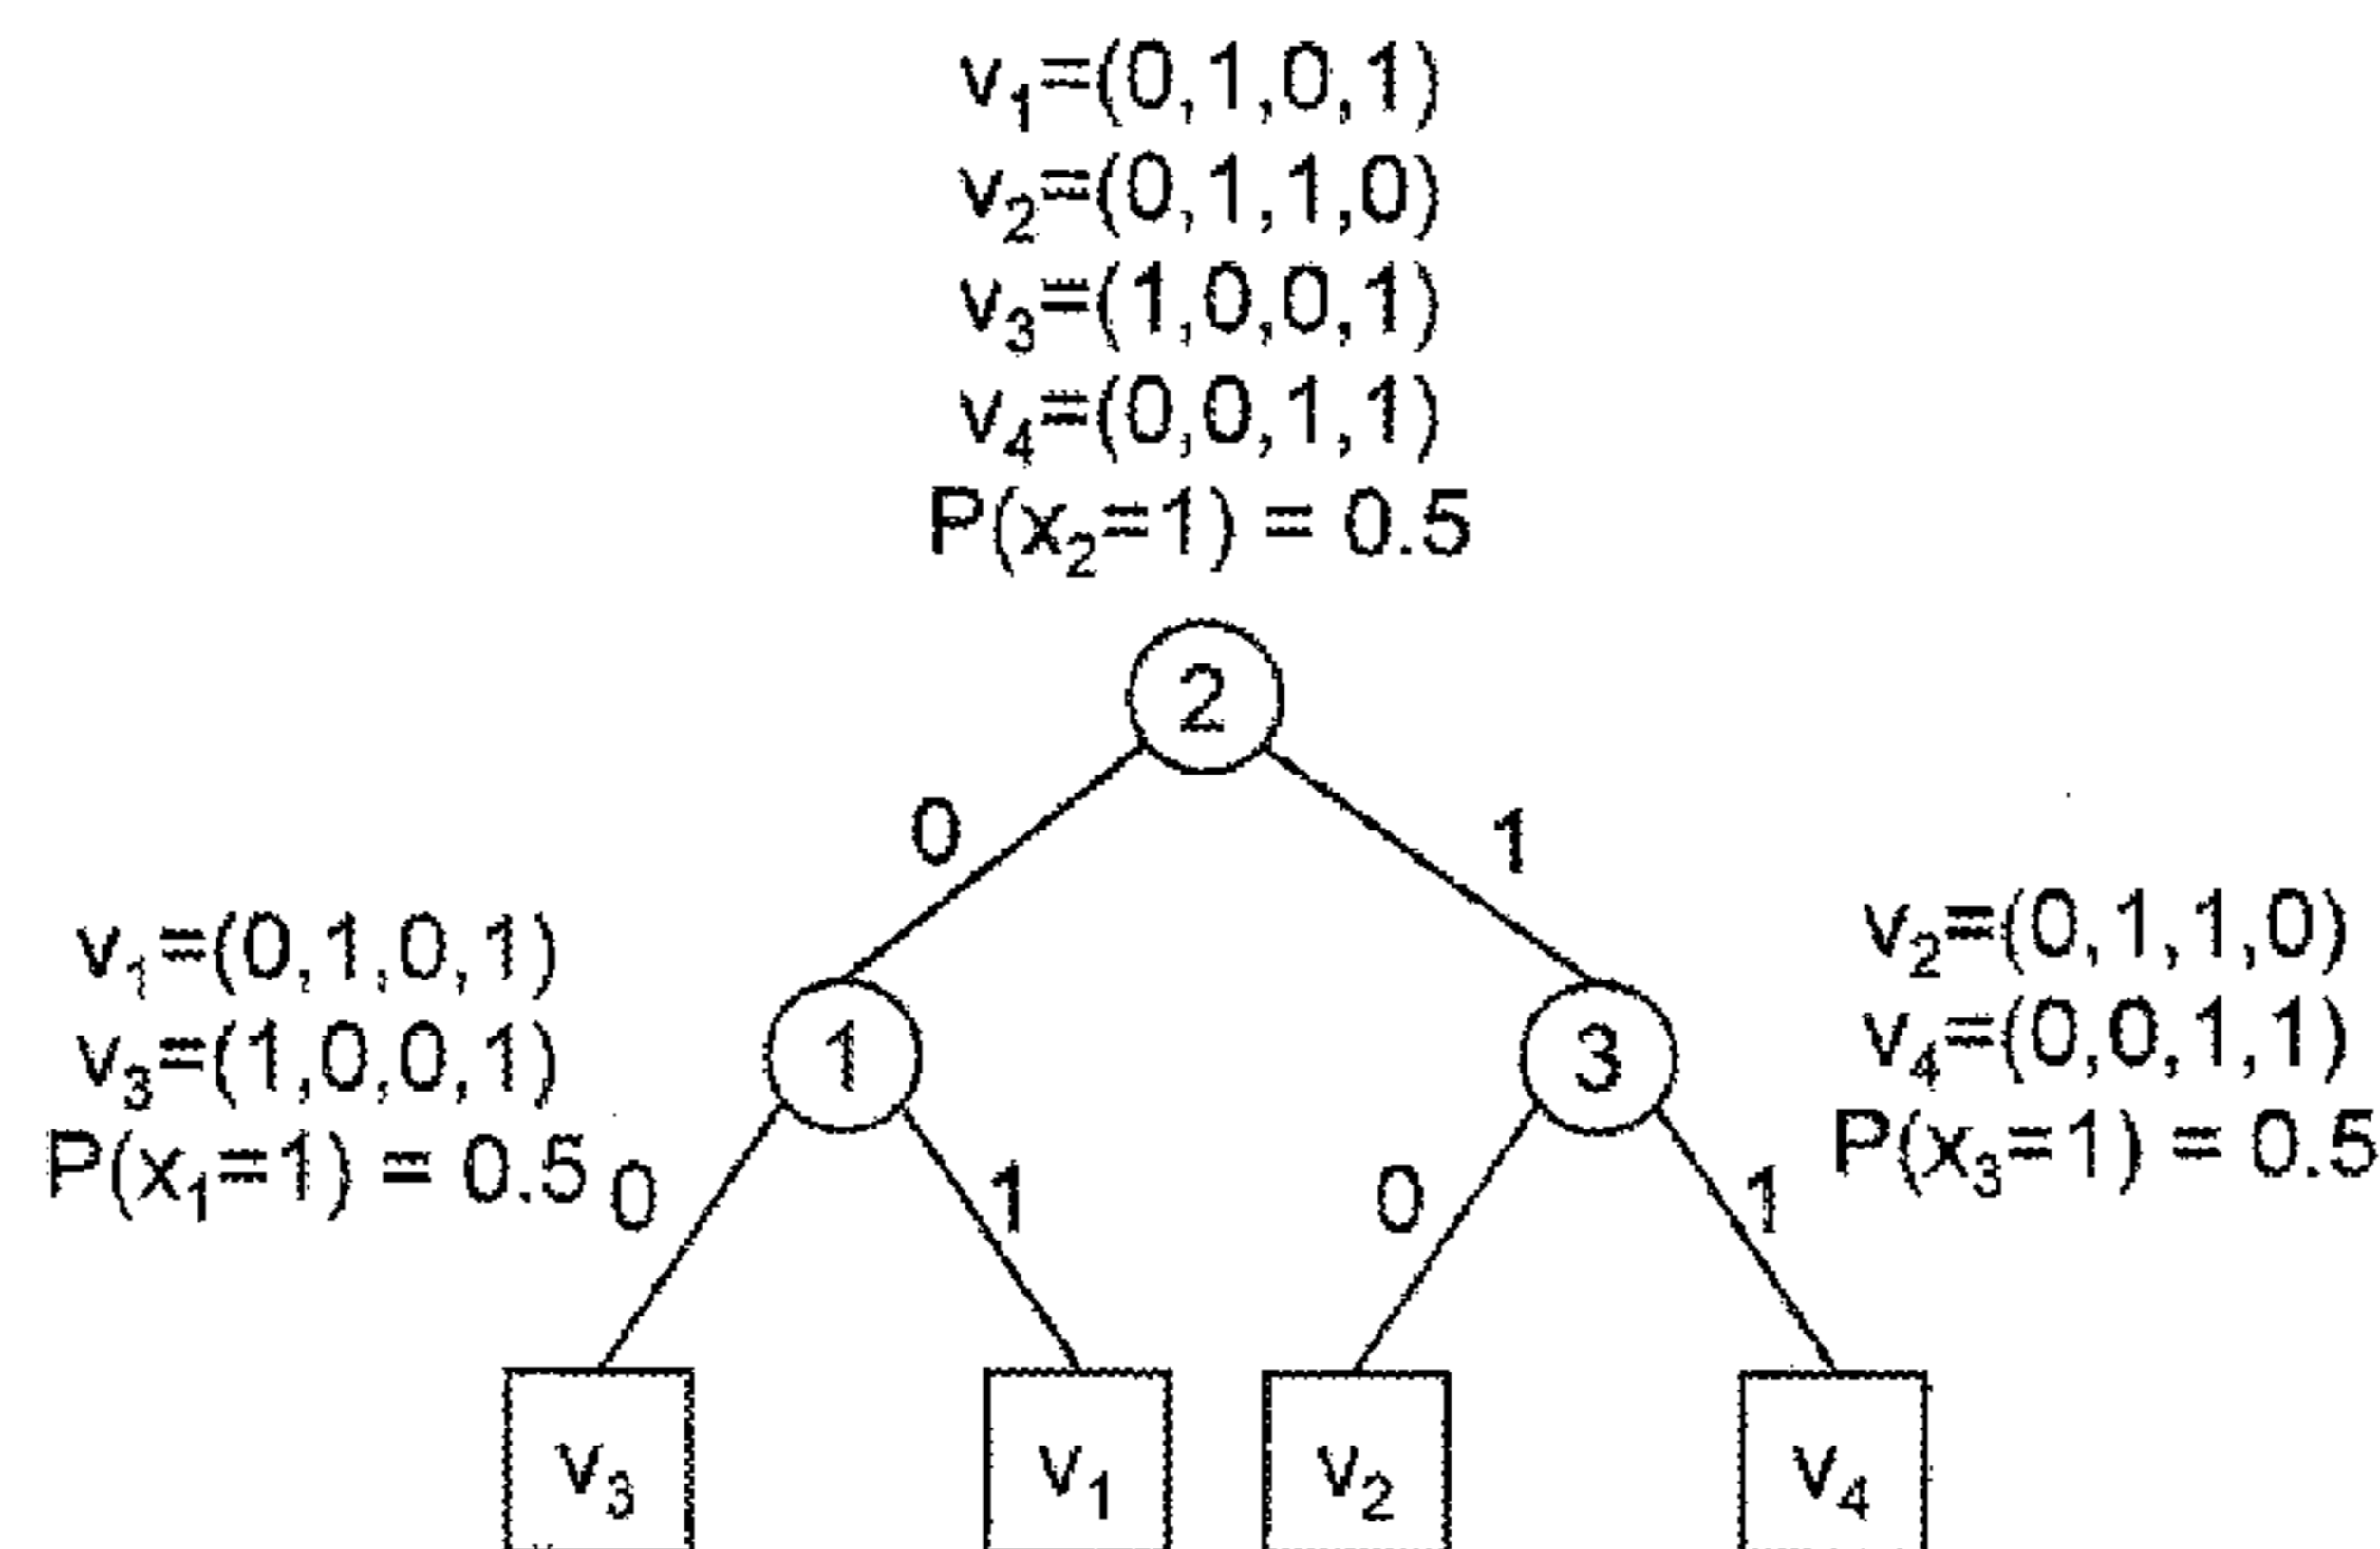 v₁=(0,1,0,1)
v₂=(0,1,1,0)
v₃=(1,0,0,1)
v₄=(0,0,1,1)
P(x₂=1) = 0.5
2
0
1
v₁=(0,1,0,1)
v₃=(1,0,0,1)
P(x₁=1) = 0.5
1
3
v₂=(0,1,1,0)
v₄=(0,0,1,1)
P(x₃=1) = 0.5
0
1
0
1
v₃
v₁
v₂
v₄